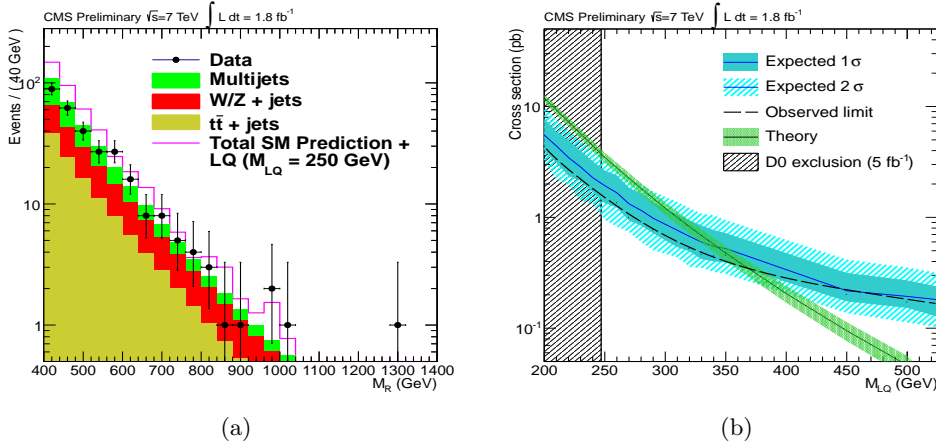 CMS Preliminary √s=7 TeV ∫ L dt = 1.8 fb⁻¹
Events / ( 40 GeV )
10²
10
1
400 500 600 700 800 900 1000 1100 1200 1300 1400
M_R (GeV)
Data
Multijets
W/Z + jets
tt̄ + jets
Total SM Prediction +
LQ (M_LQ = 250 GeV)
(a)
CMS Preliminary √s=7 TeV ∫ L dt = 1.8 fb⁻¹
Cross section (pb)
10
1
10⁻¹
200 250 300 350 400 450 500
M_LQ (GeV)
Expected 1 σ
Expected 2 σ
Observed limit
Theory
D0 exclusion (5 fb⁻¹)
(b)